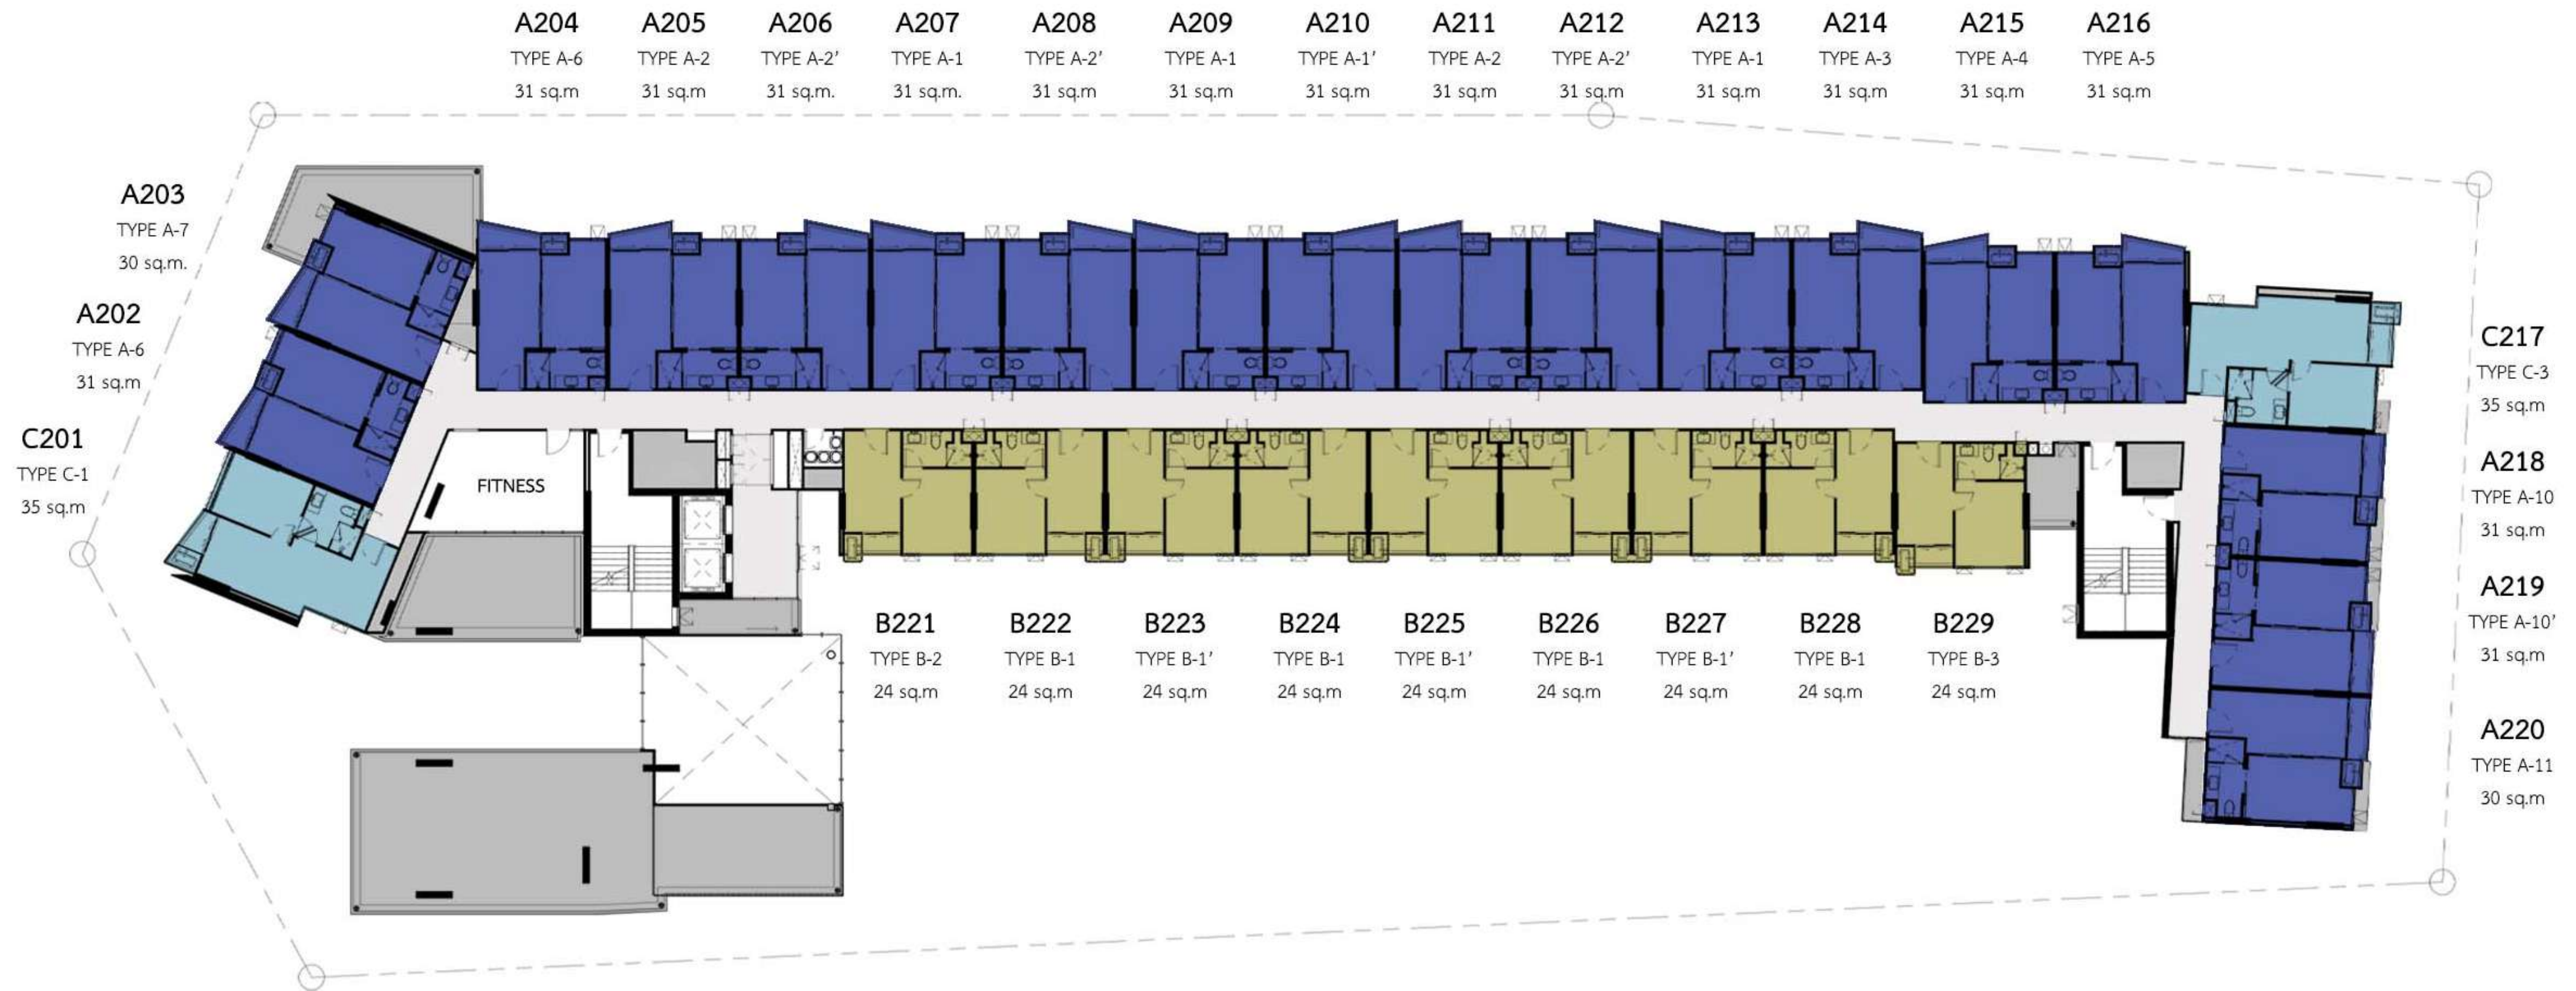 A204
TYPE A-6
31 sq.m
A205
TYPE A-2
31 sq.m
A206
TYPE A-2'
31 sq.m.
A207
TYPE A-1
31 sq.m.
A208
TYPE A-2'
31 sq.m
A209
TYPE A-1
31 sq.m
A210
TYPE A-1'
31 sq.m
A211
TYPE A-2
31 sq.m
A212
TYPE A-2'
31 sq.m
A213
TYPE A-1
31 sq.m
A214
TYPE A-3
31 sq.m
A215
TYPE A-4
31 sq.m
A216
TYPE A-5
31 sq.m
A203
TYPE A-7
30 sq.m.
A202
TYPE A-6
31 sq.m
C201
TYPE C-1
35 sq.m
FITNESS
C217
TYPE C-3
35 sq.m
A218
TYPE A-10
31 sq.m
A219
TYPE A-10'
31 sq.m
A220
TYPE A-11
30 sq.m
B221
TYPE B-2
24 sq.m
B222
TYPE B-1
24 sq.m
B223
TYPE B-1'
24 sq.m
B224
TYPE B-1
24 sq.m
B225
TYPE B-1'
24 sq.m
B226
TYPE B-1
24 sq.m
B227
TYPE B-1'
24 sq.m
B228
TYPE B-1
24 sq.m
B229
TYPE B-3
24 sq.m